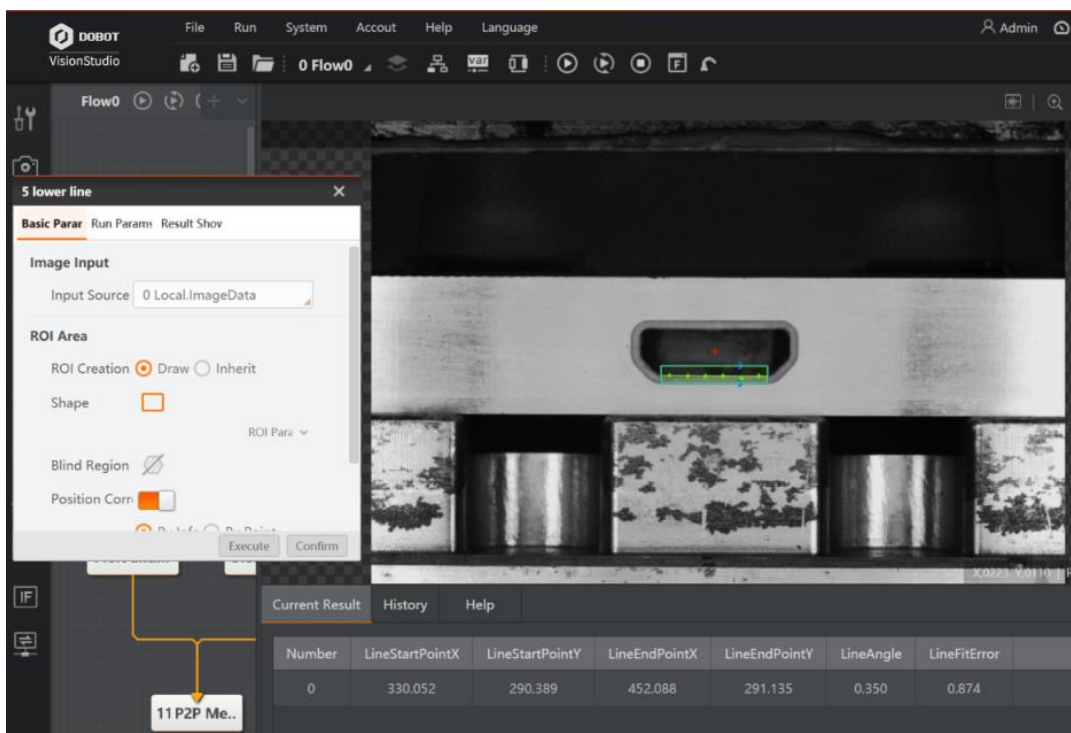 DOBOT
VisionStudio
File Run System Accout Help Language
Admin
0 Flow0
var
F
Flow0
5 lower line
Basic Parar Run Params Result Shov
Image Input
Input Source 0 Local.ImageData
ROI Area
ROI Creation Draw Inherit
Shape
ROI Para
Blind Region
Position Corr
Execute Confirm
IF
Current Result History Help
Number LineStartPointX LineStartPointY LineEndPointX LineEndPointY LineAngle LineFitError
0 330.052 290.389 452.088 291.135 0.350 0.874
11 P2P Me..